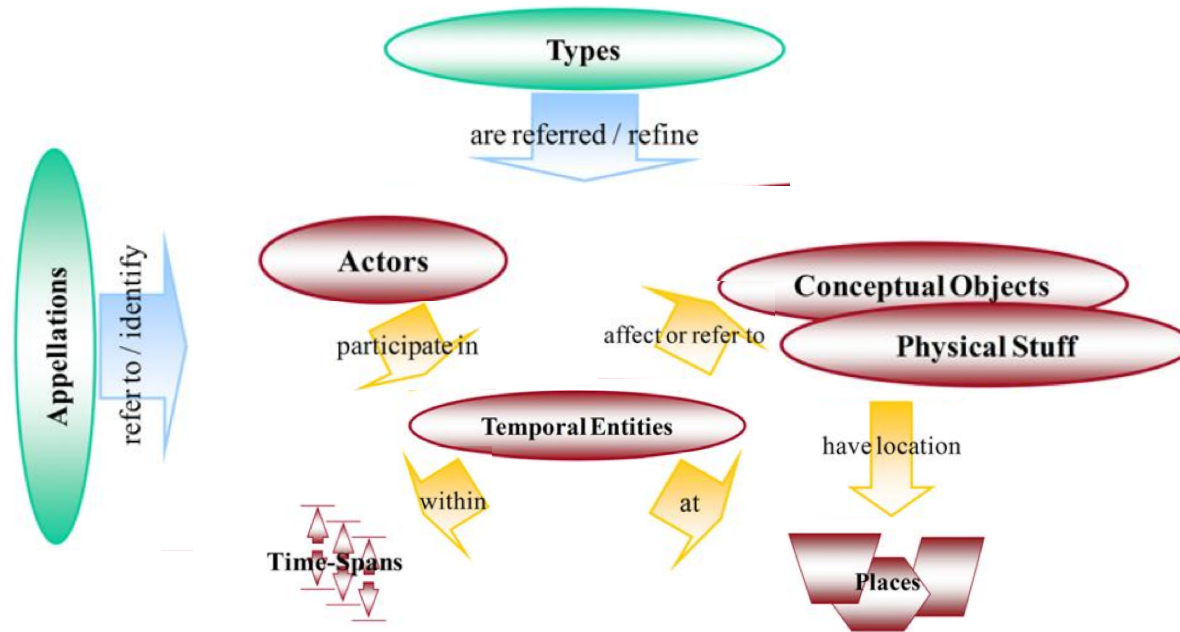 Types
are referred / refine
Appellations
refer to / identify
Actors
Conceptual Objects
participate in
affect or refer to
Physical Stuff
Temporal Entities
have location
within
at
Time-Spans
Places